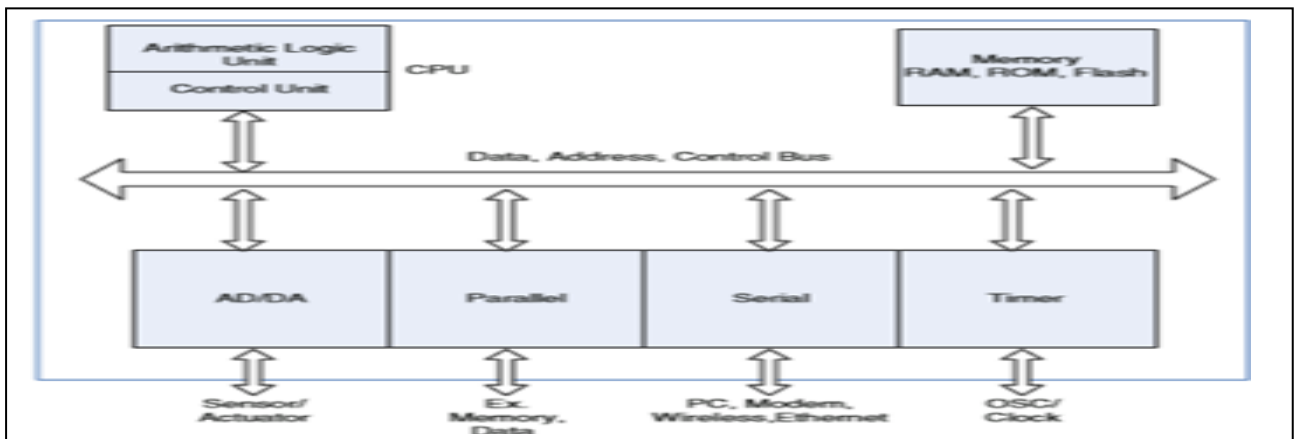 Arithmetic Logic
Unit
Control Unit
CPU
Memory
RAM, ROM, Flash
Data, Address, Control Bus
AD/DA
Parallel
Serial
Timer
Sensor/
Actuator
Ex.
Memory,
Data
PC, Modem,
Wireless,Ethernet
OSC/
Clock